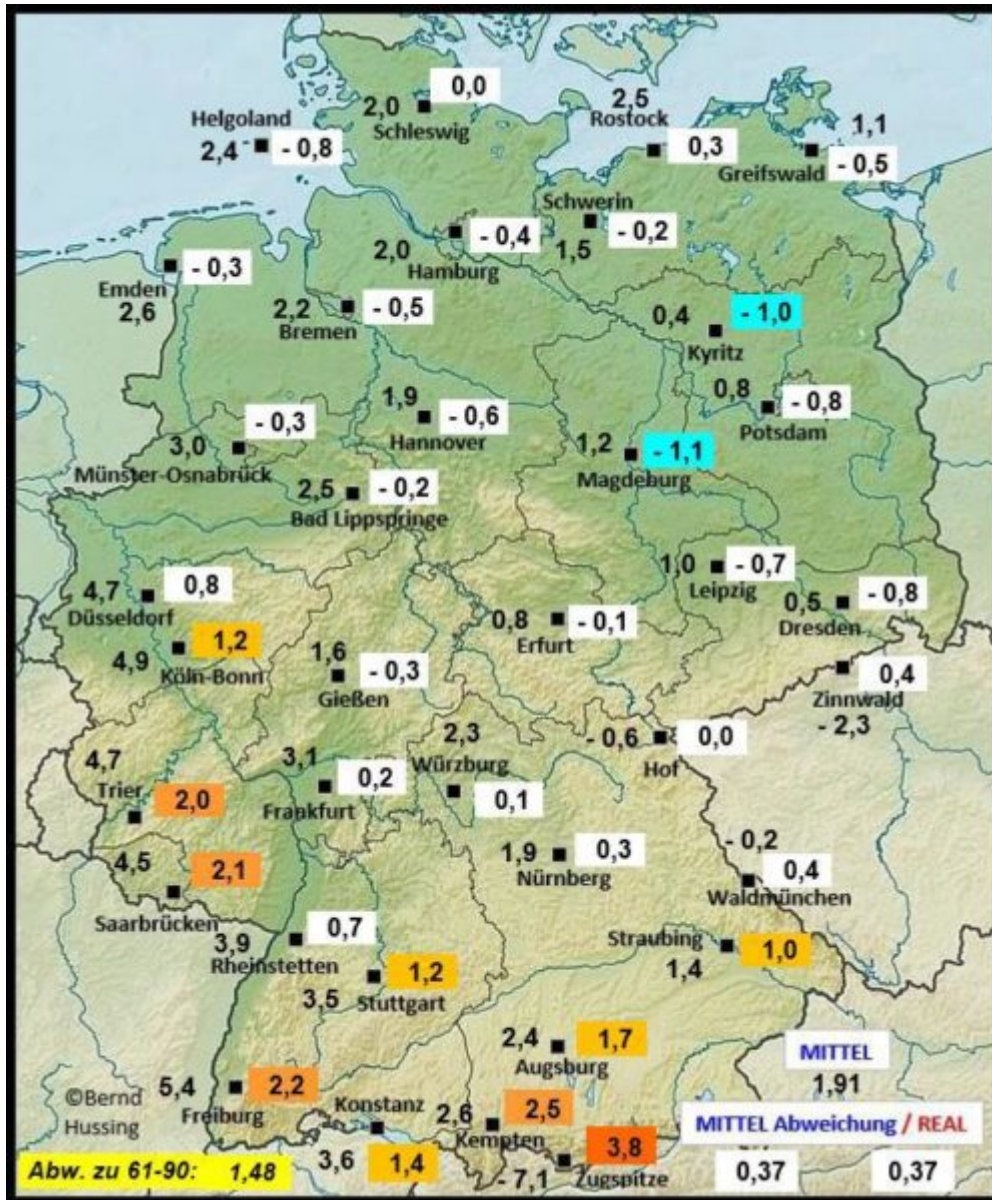 0,0
2,0
Schleswig
2,5
Rostock
0,3
Helgoland
2,4
- 0,8
1,1
Greifswald
- 0,5
Schwerin
- 0,2
1,5
- 0,4
2,0
Hamburg
- 0,3
Emden
2,6
2,2
- 0,5
Bremen
0,4
- 1,0
Kyritz
0,8
- 0,8
Potsdam
1,9
- 0,6
Hannover
- 0,3
3,0
Münster-Osnabrück
1,2
- 1,1
Magdeburg
2,5
- 0,2
Bad Lippspringe
1,0
- 0,7
Leipzig
4,7
0,8
Düsseldorf
0,5
- 0,8
Dresden
0,8
- 0,1
Erfurt
1,2
4,9
Köln-Bonn
1,6
- 0,3
Gießen
0,4
Zinnwald
- 2,3
- 0,6
0,0
Hof
2,3
Würzburg
0,1
3,1
0,2
Frankfurt
4,7
Trier
2,0
1,9
0,3
Nürnberg
- 0,2
0,4
Waldmünchen
4,5
2,1
Saarbrücken
0,7
3,9
Rheinstetten
Straubing
1,0
1,4
1,2
3,5
Stuttgart
2,4
1,7
Augsburg
5,4
2,2
Freiburg
Konstanz
3,6
1,4
2,6
2,5
Kempten
3,8
- 7,1
Zugspitze
MITTEL
1,91
MITTEL Abweichung / REAL
0,37
0,37
©Bernd
Hussing
Abw. zu 61-90: 1,48